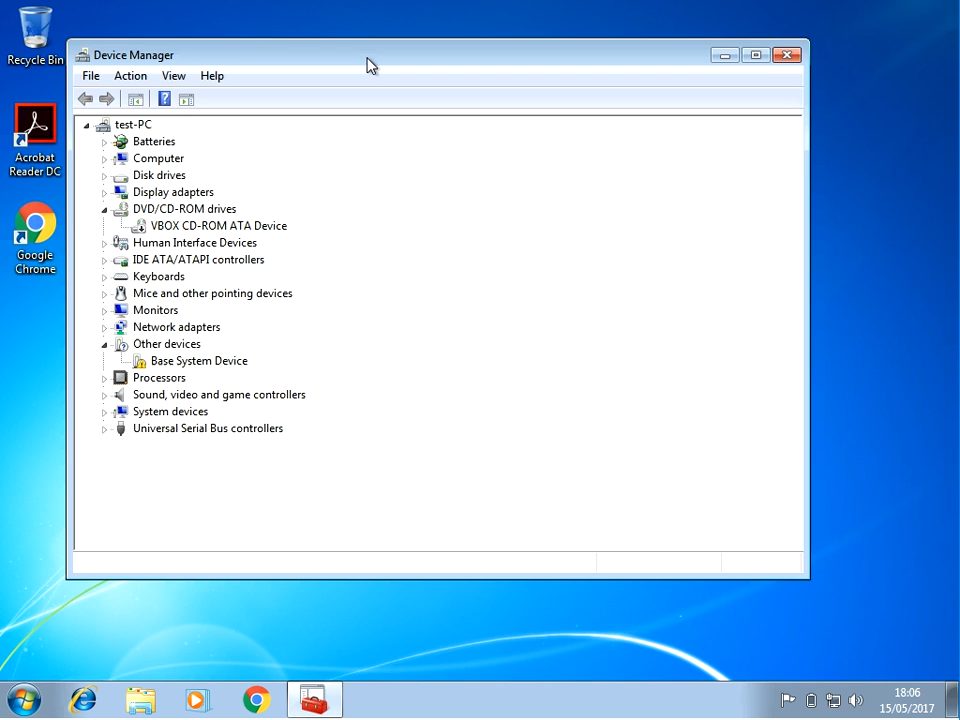 Recycle Bin
Acrobat
Reader DC
Google
Chrome
Device Manager
File Action View Help
test-PC
Batteries
Computer
Disk drives
Display adapters
DVD/CD-ROM drives
VBOX CD-ROM ATA Device
Human Interface Devices
IDE ATA/ATAPI controllers
Keyboards
Mice and other pointing devices
Monitors
Network adapters
Other devices
Base System Device
Processors
Sound, video and game controllers
System devices
Universal Serial Bus controllers
18:06
15/05/2017